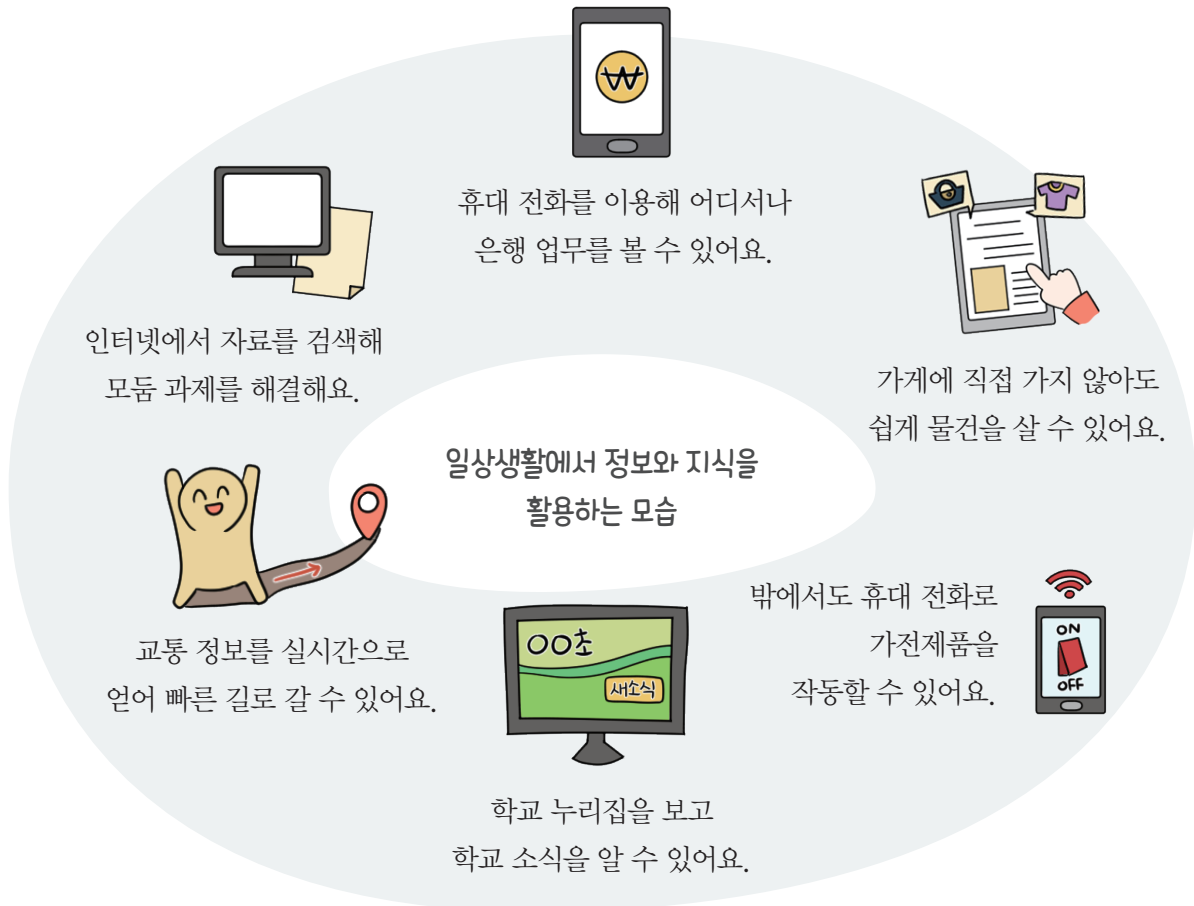 휴대 전화를 이용해 어디서나
은행 업무를 볼 수 있어요.
인터넷에서 자료를 검색해
모둠 과제를 해결해요.
가게에 직접 가지 않아도
쉽게 물건을 살 수 있어요.
일상생활에서 정보와 지식을
활용하는 모습
교통 정보를 실시간으로
얻어 빠른 길로 갈 수 있어요.
밖에서도 휴대 전화로
가전제품을
작동할 수 있어요.
ON
OFF
OO초
새소식
학교 누리집을 보고
학교 소식을 알 수 있어요.